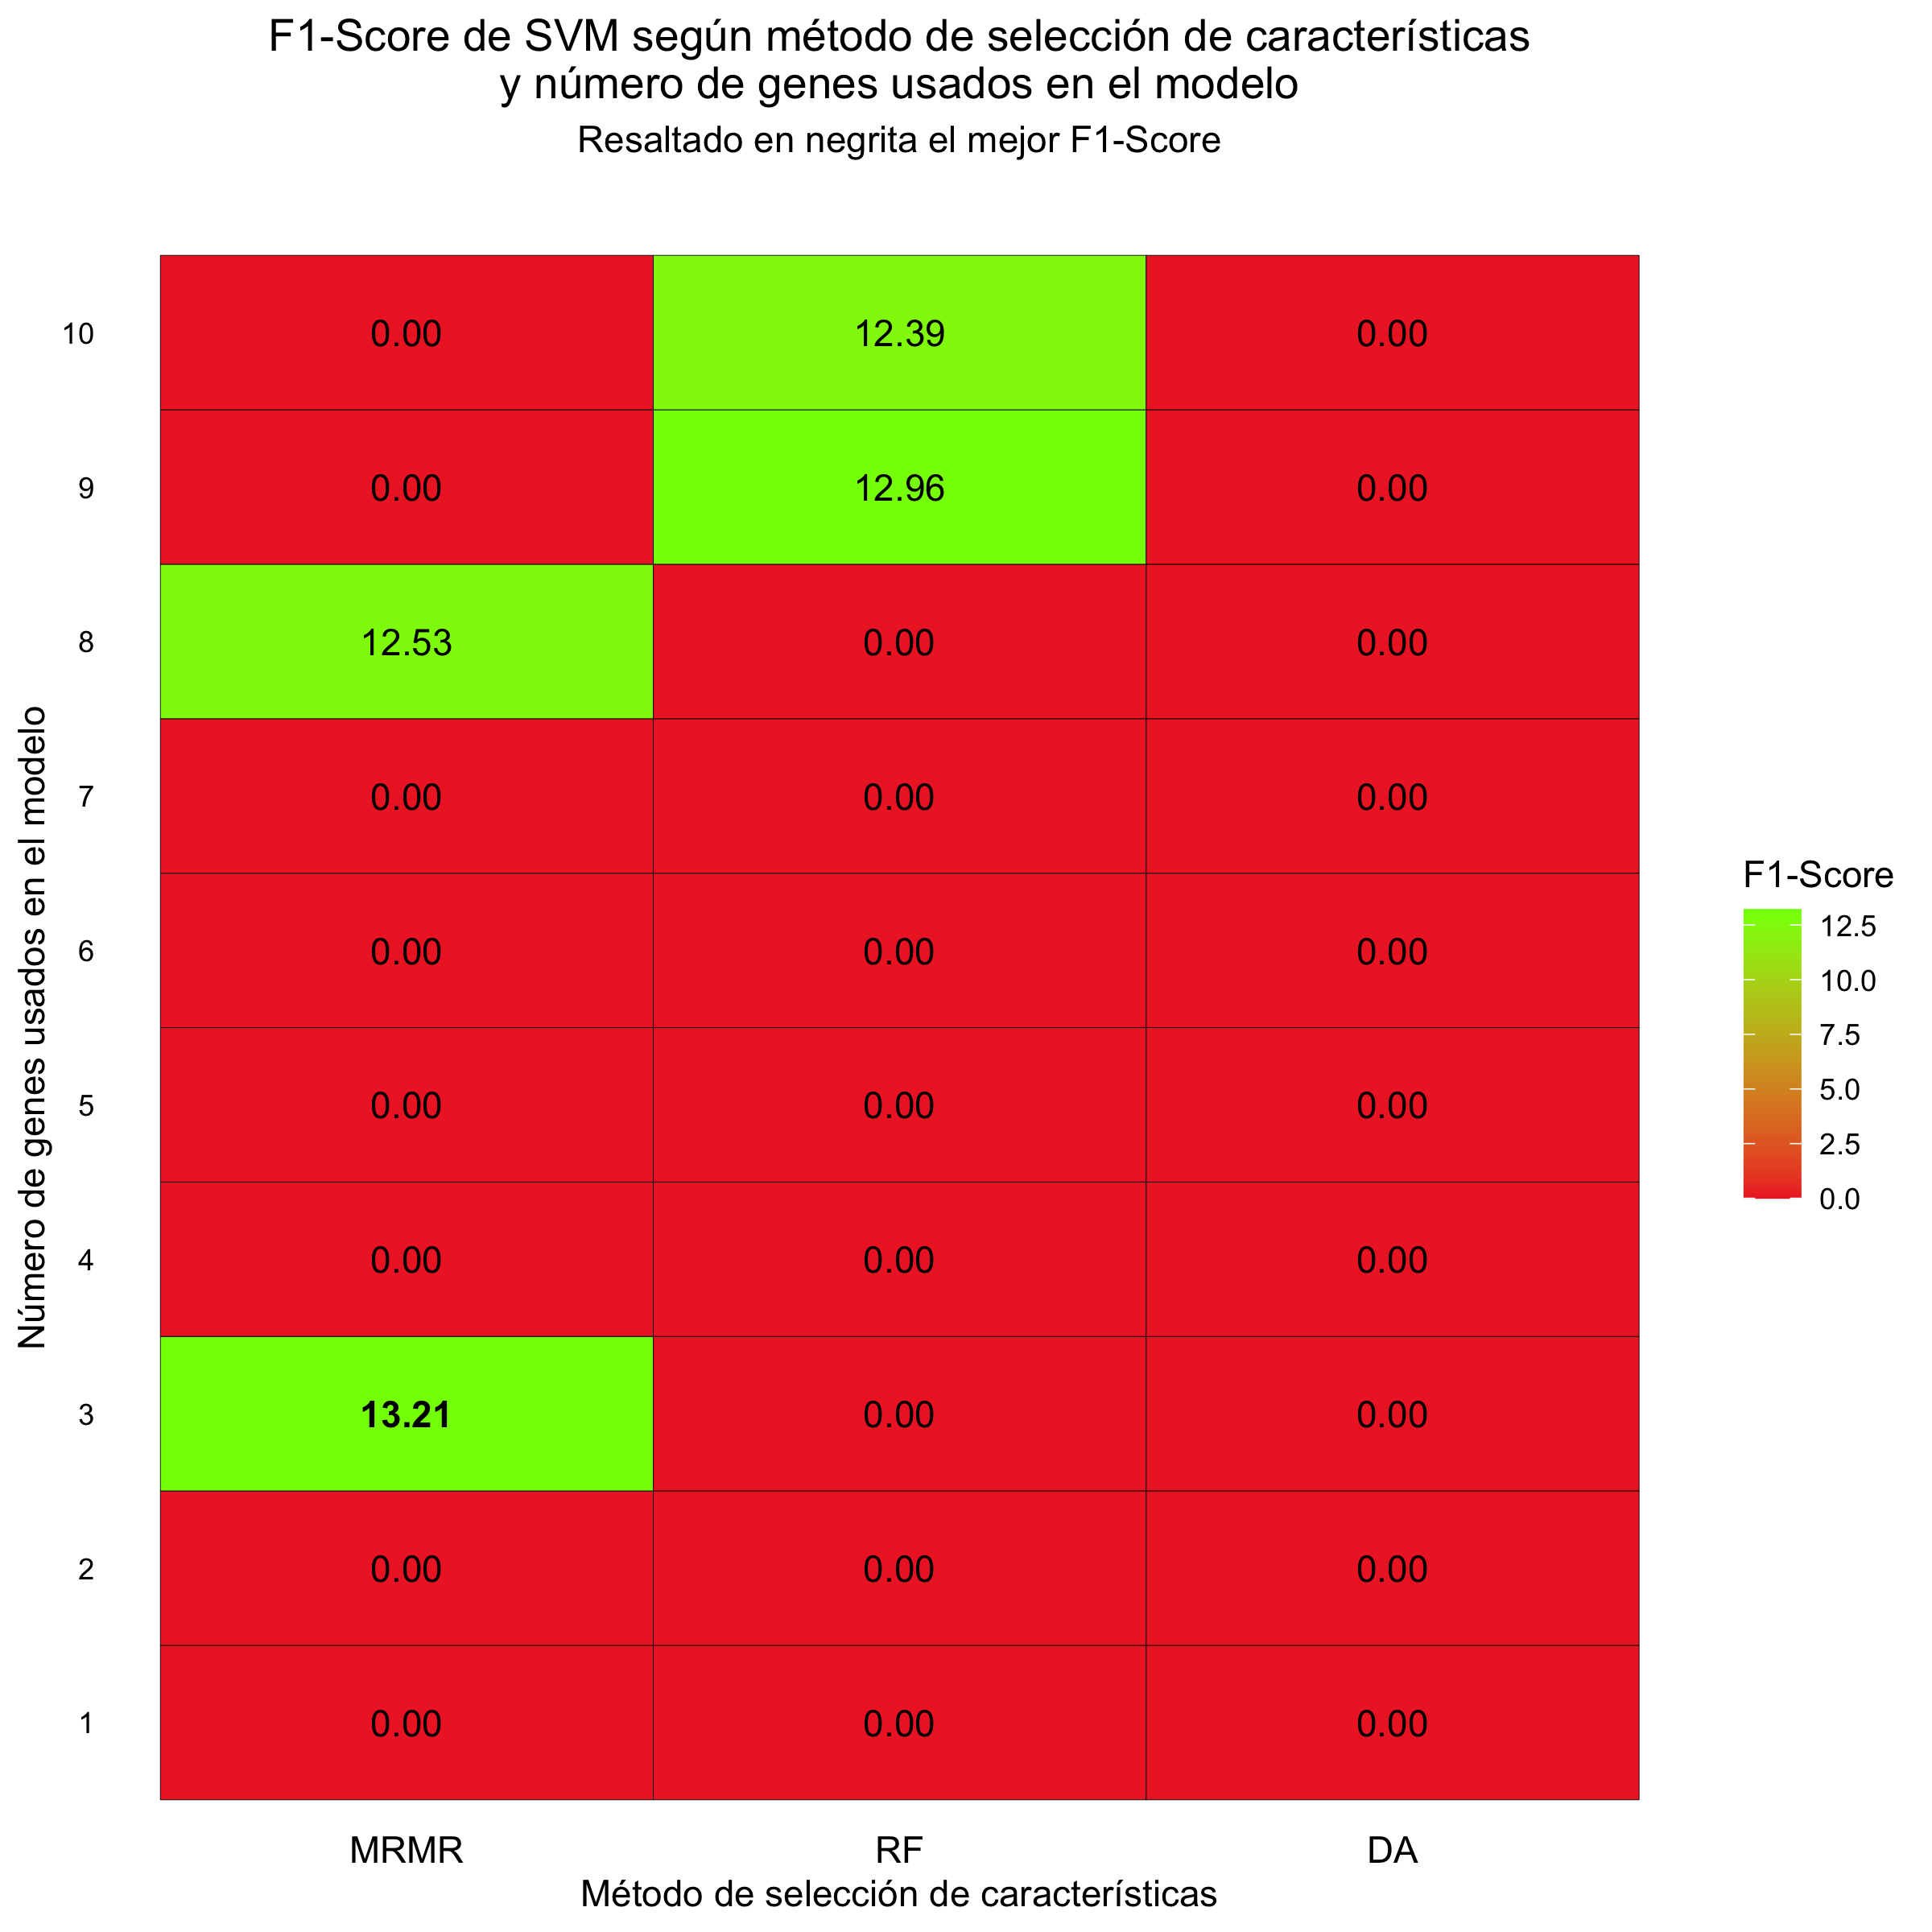 F1-Score de SVM según método de selección de características
y número de genes usados en el modelo
Resaltado en negrita el mejor F1-Score
Número de genes usados en el modelo
10 0.00 12.39 0.00
9 0.00 12.96 0.00
8 12.53 0.00 0.00
7 0.00 0.00 0.00
6 0.00 0.00 0.00
5 0.00 0.00 0.00
4 0.00 0.00 0.00
3 13.21 0.00 0.00
2 0.00 0.00 0.00
1 0.00 0.00 0.00
MRMR RF DA
Método de selección de características
F1-Score
12.5
10.0
7.5
5.0
2.5
0.0